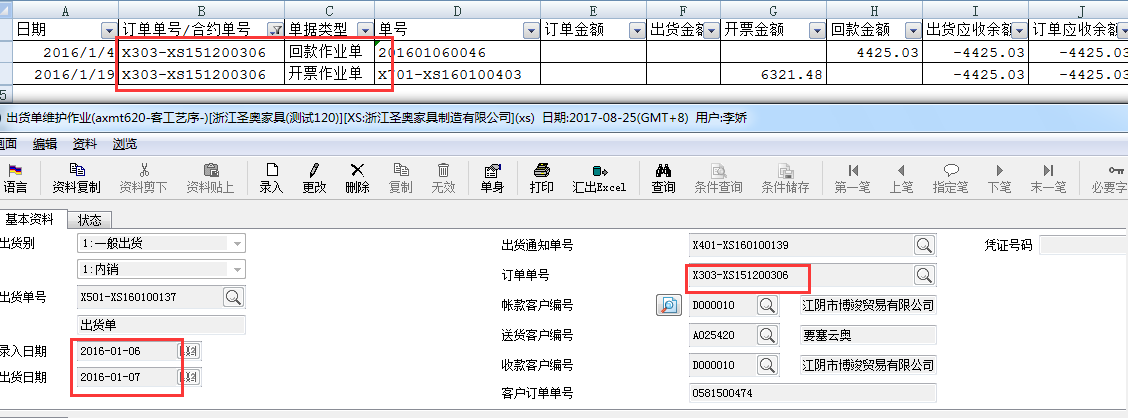 A B C D E F G H I J
日期 订单单号/合约单号 单据类型 单号 订单金额 出货金额 开票金额 回款金额 出货应收余额 订单应收余额
2016/1/4 X303-XS151200306 回款作业单 201601060046 4425.03 -4425.03 -4425.03
2016/1/19 X303-XS151200306 开票作业单 XT01-XS160100403 6321.48 -4425.03 -4425.03
5
出货单维护作业(axmt620-客工艺序-)[浙江圣奥家具(测试120)][XS:浙江圣奥家具制造有限公司](xs) 日期:2017-08-25(GMT+8) 用户:李娇
画面 编辑 资料 浏览
语言 资料复制 资料剪下 资料贴上 录入 更改 删除 复制 无效 单身 打印 汇出Excel 查询 条件查询 条件储存 第一笔 上笔 指定笔 下笔 末一笔 必要字
基本资料 状态
出货别 1:一般出货 出货通知单号 X401-XS160100139 凭证号码
1:内销 订单单号 X303-XS151200306
出货单号 X501-XS160100137 帐款客户编号 D000010 江阴市博骏贸易有限公司
出货单 送货客户编号 A025420 要塞云奥
录入日期 2016-01-06 收款客户编号 D000010 江阴市博骏贸易有限公司
出货日期 2016-01-07 客户订单单号 0581500474